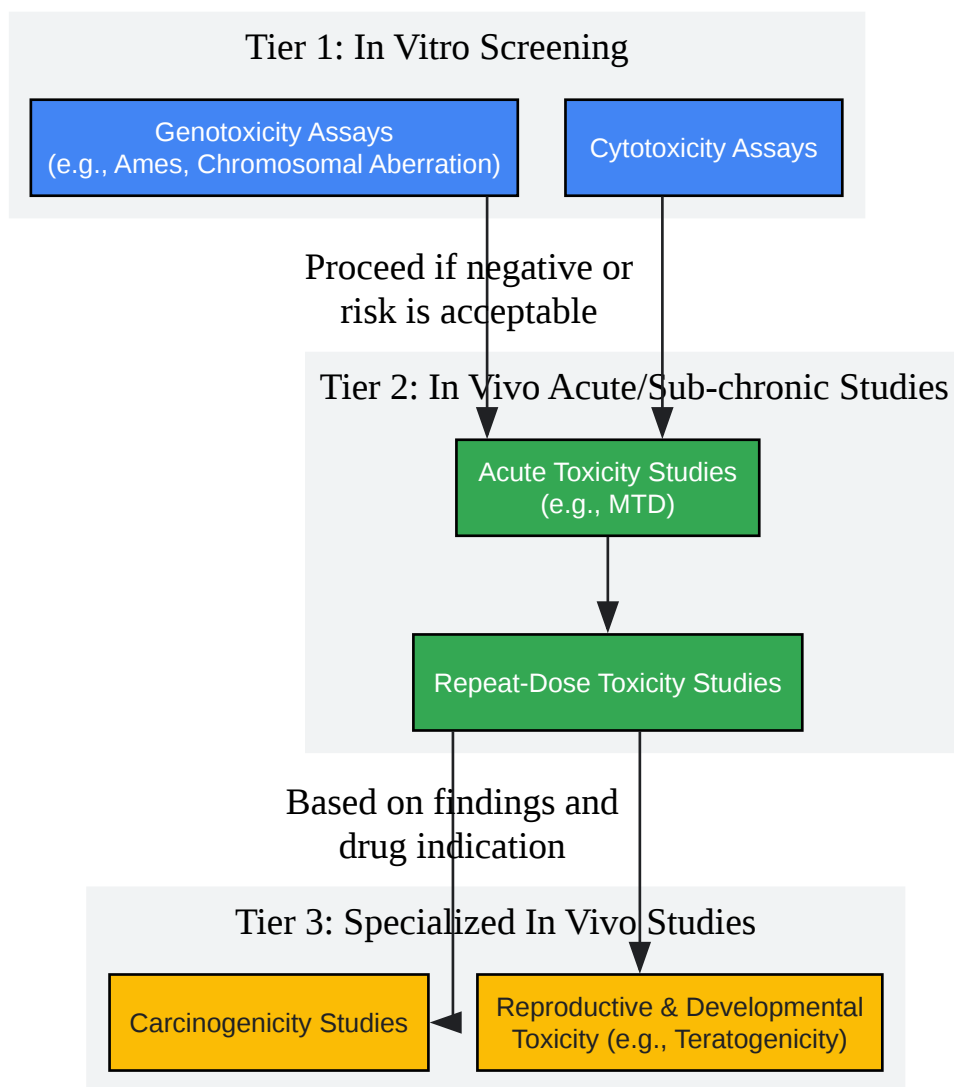 Tier 1: In Vitro Screening
Genotoxicity Assays
(e.g., Ames, Chromosomal Aberration)
Cytotoxicity Assays
Proceed if negative or
risk is acceptable
Tier 2: In Vivo Acute/Sub-chronic Studies
Acute Toxicity Studies
(e.g., MTD)
Repeat-Dose Toxicity Studies
Based on findings and
drug indication
Tier 3: Specialized In Vivo Studies
Carcinogenicity Studies
Reproductive & Developmental
Toxicity (e.g., Teratogenicity)